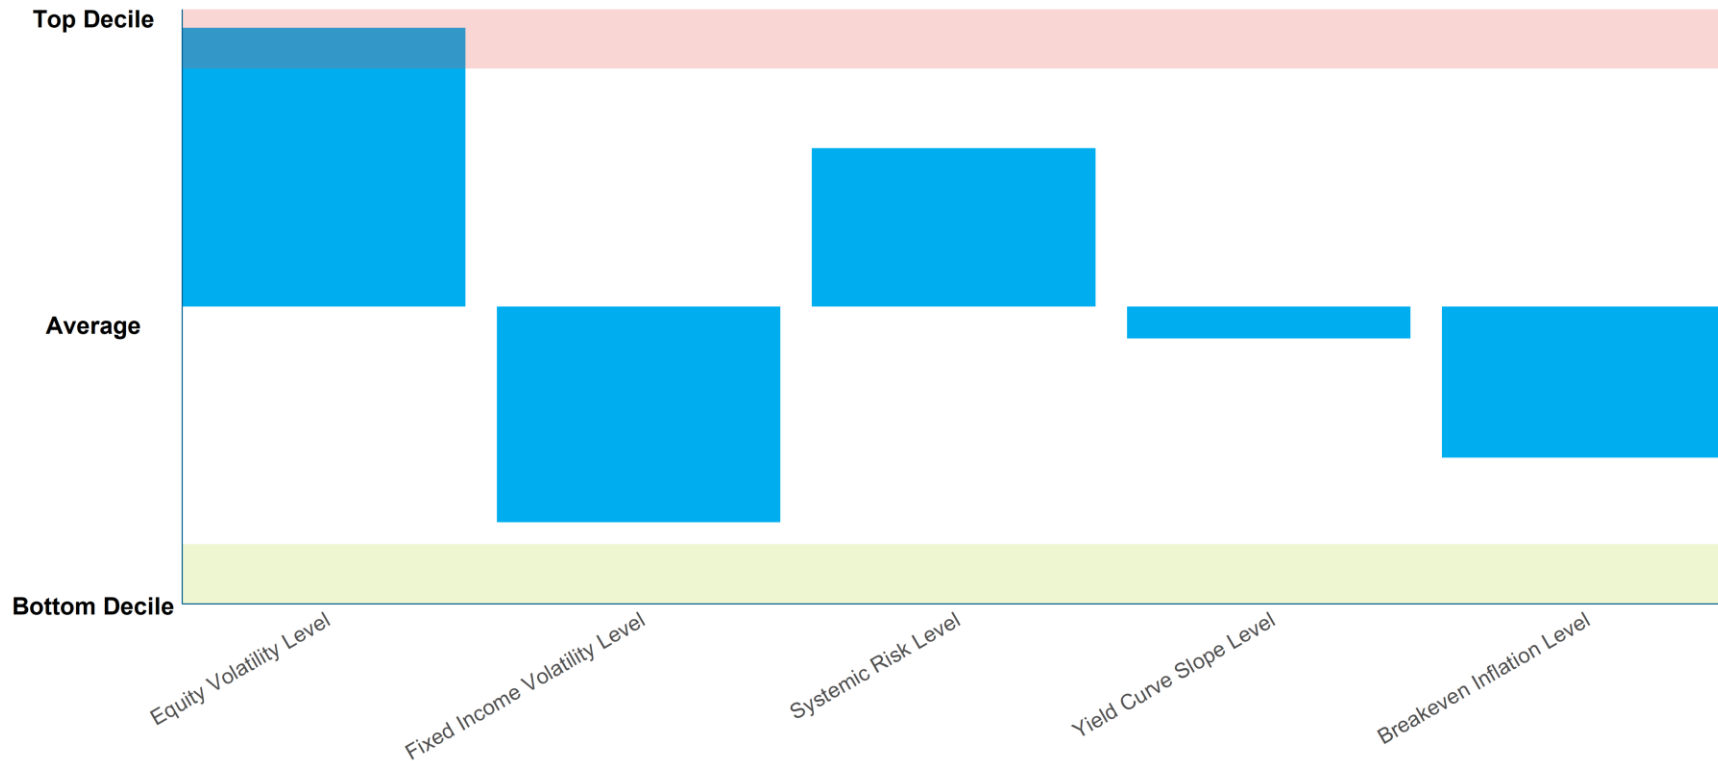 Top Decile
Average
Bottom Decile
Equity Volatility Level
Fixed Income Volatility Level
Systemic Risk Level
Yield Curve Slope Level
Breakeven Inflation Level